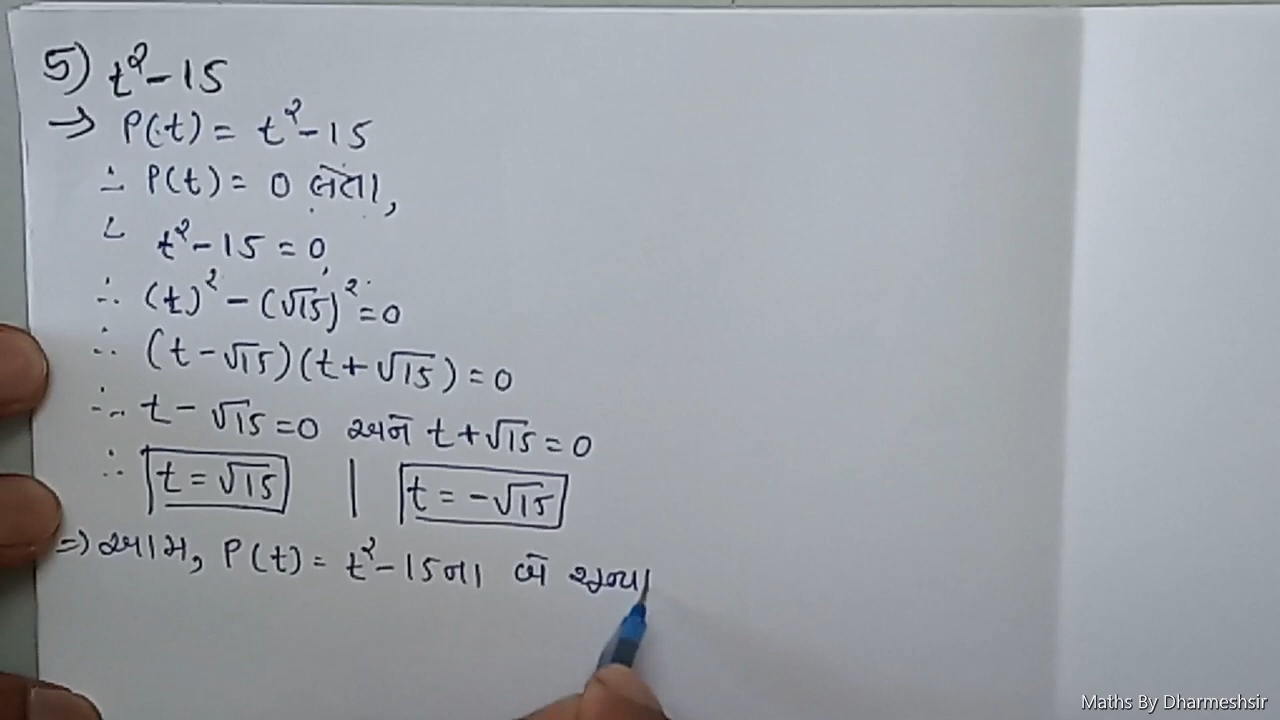 5) t² - 15
→ P(t) = t² - 15
∴ P(t) = 0 લેતા,
∴ t² - 15 = 0
∴ (t)² - (√15)² = 0
∴ (t - √15)(t + √15) = 0
∴ t - √15 = 0 અને t + √15 = 0
∴ t = √15 | t = -√15
⇒ આમ, P(t) = t² - 15ના બે શૂન્યો
Maths By Dharmeshsir